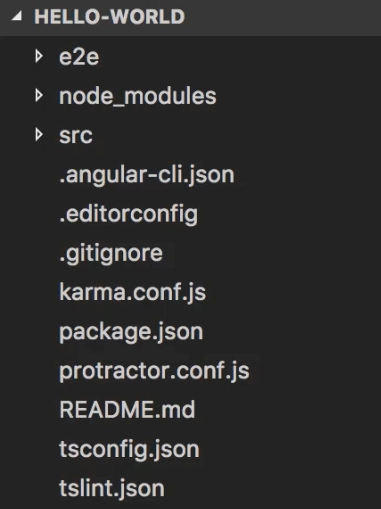 HELLO-WORLD
e2e
node_modules
src
.angular-cli.json
.editorconfig
.gitignore
karma.conf.js
package.json
protractor.conf.js
README.md
tsconfig.json
tslint.json